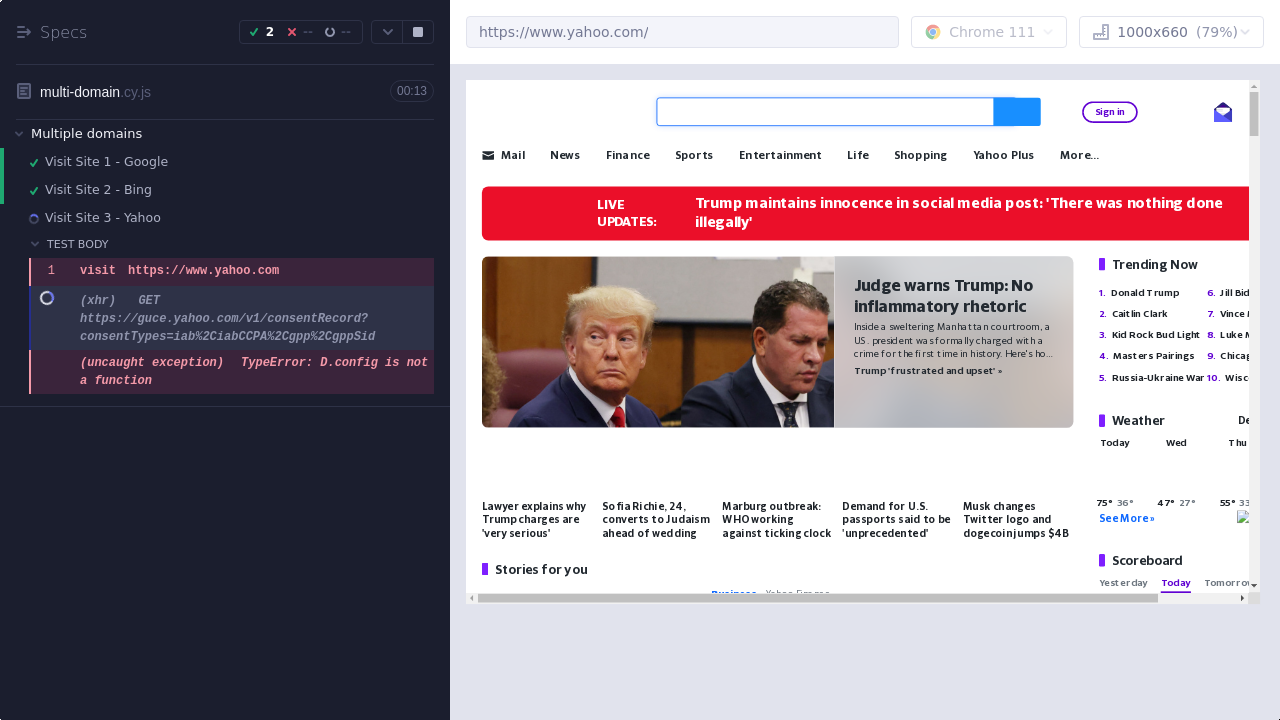 Specs
2
--
--
multi-domain.cy.js
00:13
Multiple domains
Visit Site 1 - Google
Visit Site 2 - Bing
Visit Site 3 - Yahoo
TEST BODY
1 visit https://www.yahoo.com
(xhr) GET
https://guce.yahoo.com/v1/consentRecord?
consentTypes=iab%2CiabCCPA%2Cgpp%2CgppSid
(uncaught exception) TypeError: D.config is not
a function
https://www.yahoo.com/
Chrome 111
1000x660 (79%)
Sign in
Mail News Finance Sports Entertainment Life Shopping Yahoo Plus More...
LIVE
UPDATES:
Trump maintains innocence in social media post: 'There was nothing done
illegally'
Judge warns Trump: No
inflammatory rhetoric
Inside a sweltering Manhattan courtroom, a
U.S. president was formally charged with a
crime for the first time in history. Here's ho...
Trump 'frustrated and upset' »
Lawyer explains why
Trump charges are
'very serious'
Sofia Richie, 24,
converts to Judaism
ahead of wedding
Marburg outbreak:
WHO working
against ticking clock
Demand for U.S.
passports said to be
'unprecedented'
Musk changes
Twitter logo and
dogecoin jumps $4B
Stories for you
Business · Yahoo Finance
Trending Now
1. Donald Trump
2. Caitlin Clark
3. Kid Rock Bud Light
4. Masters Pairings
5. Russia-Ukraine War
6. Jill Bid
7. Vince
8. Luke
9. Chicag
10. Wisc
Weather
De
Today Wed Thu
75° 36° 47° 27° 55° 33
See More »
Scoreboard
Yesterday Today Tomorrow